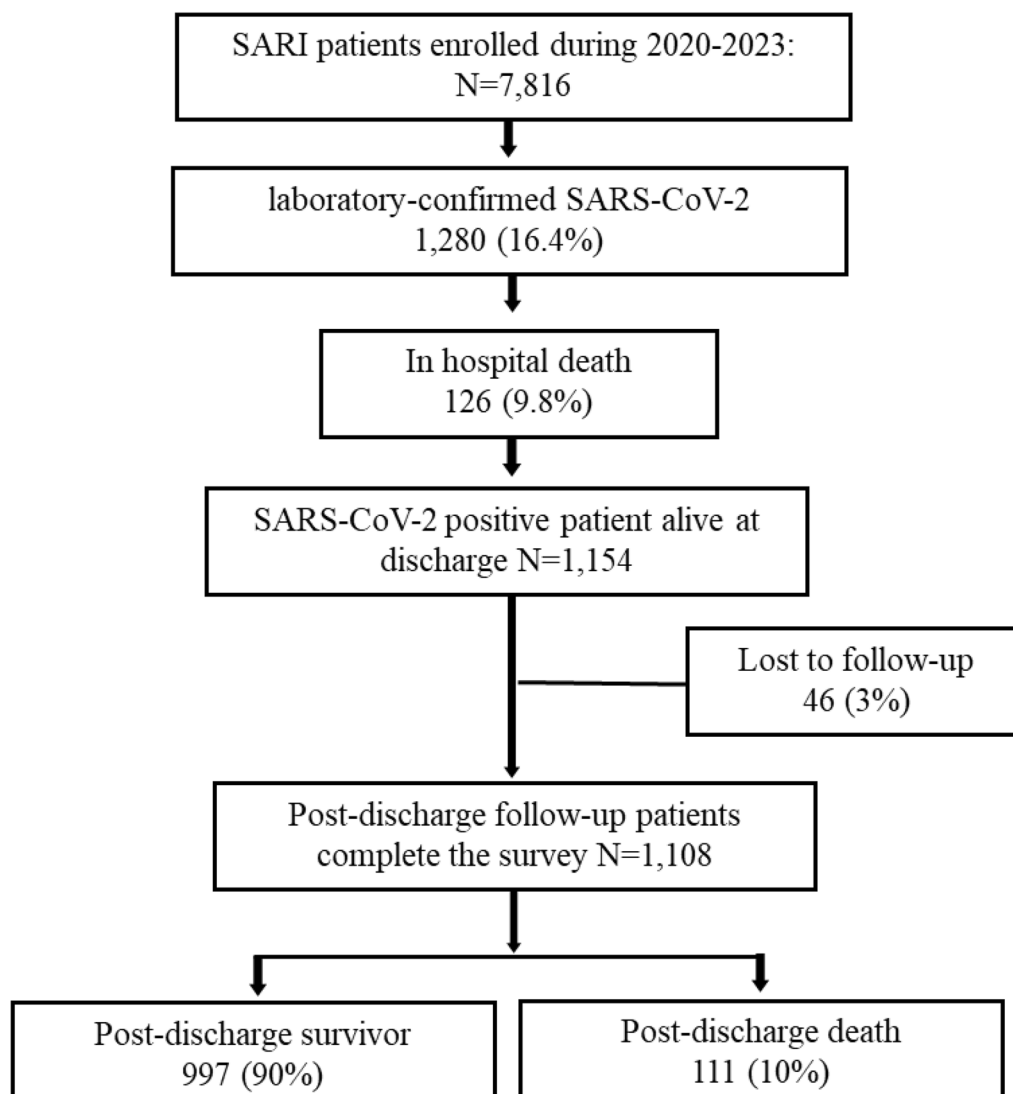 SARI patients enrolled during 2020-2023:
N=7,816
laboratory-confirmed SARS-CoV-2
1,280 (16.4%)
In hospital death
126 (9.8%)
SARS-CoV-2 positive patient alive at
discharge N=1,154
Lost to follow-up
46 (3%)
Post-discharge follow-up patients
complete the survey N=1,108
Post-discharge survivor
997 (90%)
Post-discharge death
111 (10%)